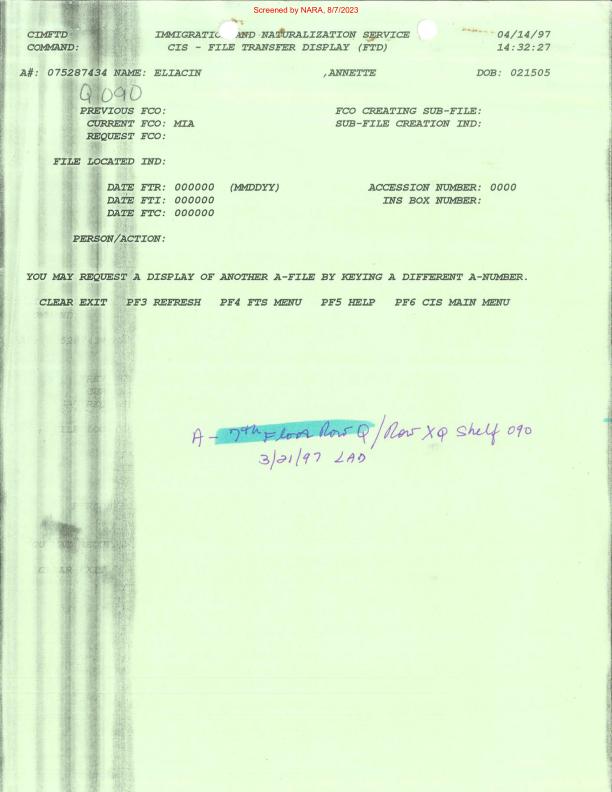 Screened by NARA, 8/7/2023
CIMFTD IMMIGRATION AND NATURALIZATION SERVICE 04/14/97
COMMAND: CIS - FILE TRANSFER DISPLAY (FTD) 14:32:27
A#: 075287434 NAME: ELIACIN ,ANNETTE DOB: 021505
Q 090
PREVIOUS FCO: FCO CREATING SUB-FILE:
CURRENT FCO: MIA SUB-FILE CREATION IND:
REQUEST FCO:
FILE LOCATED IND:
DATE FTR: 000000 (MMDDYY) ACCESSION NUMBER: 0000
DATE FTI: 000000 INS BOX NUMBER:
DATE FTC: 000000
PERSON/ACTION:
YOU MAY REQUEST A DISPLAY OF ANOTHER A-FILE BY KEYING A DIFFERENT A-NUMBER.
CLEAR EXIT PF3 REFRESH PF4 FTS MENU PF5 HELP PF6 CIS MAIN MENU
A - 7th Floor Row Q / Row XQ Shelf 090
3/21/97 LAD